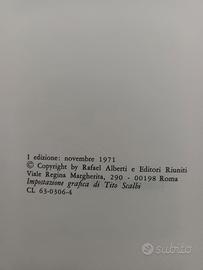 I edizione: novembre 1971
© Copyright by Rafael Alberti e Editori Riuniti
Viale Regina Margherita, 290 - 00198 Roma
Impostazione grafica di Tito Scalbi
CL 63-0306-4
subito